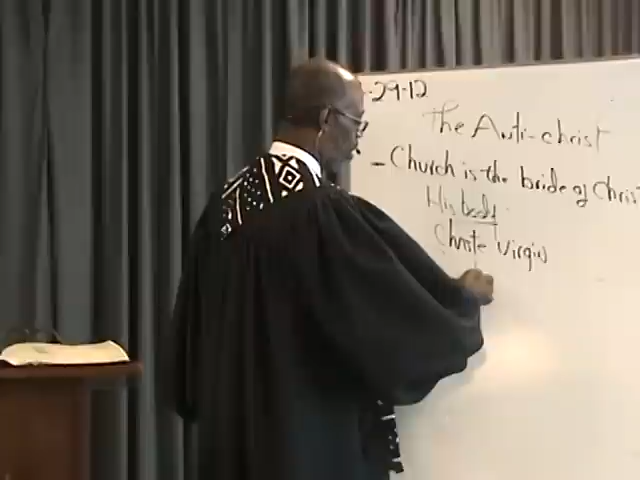 -29-12
The Anti-christ
- Church is the bride of Christ
His body
Chaste Virgin